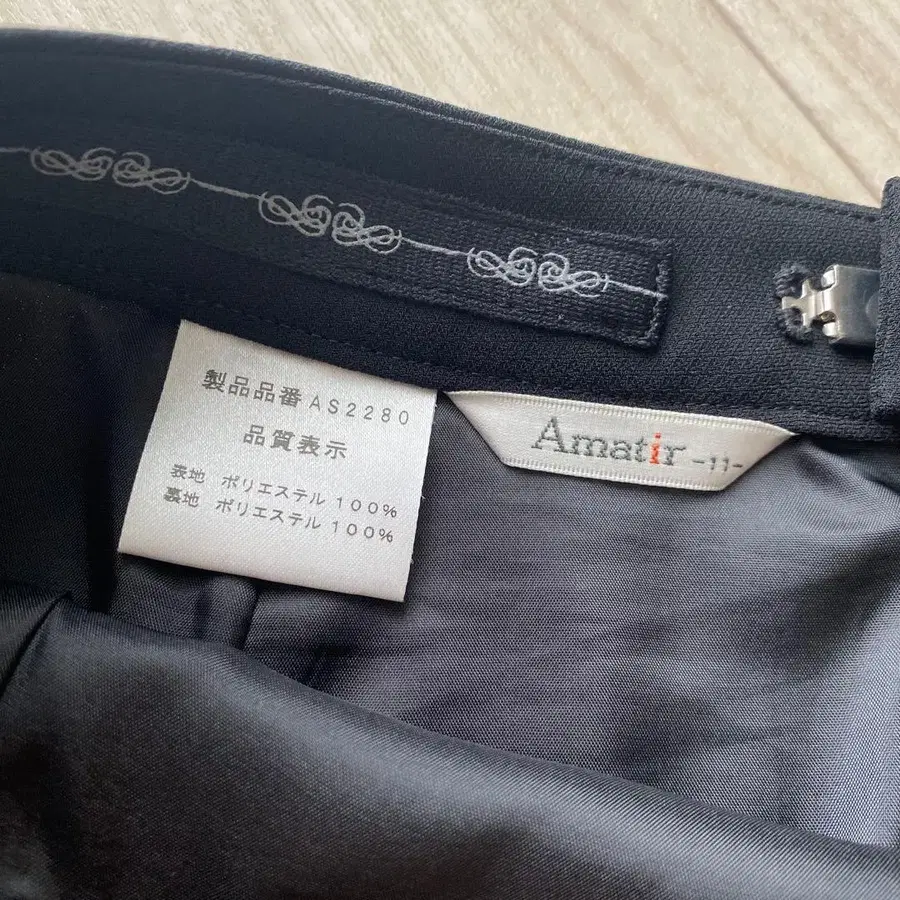 製品品番 AS2280
品質表示
表地 ポリエステル 100%
裏地 ポリエステル 100%
Amatir -11-